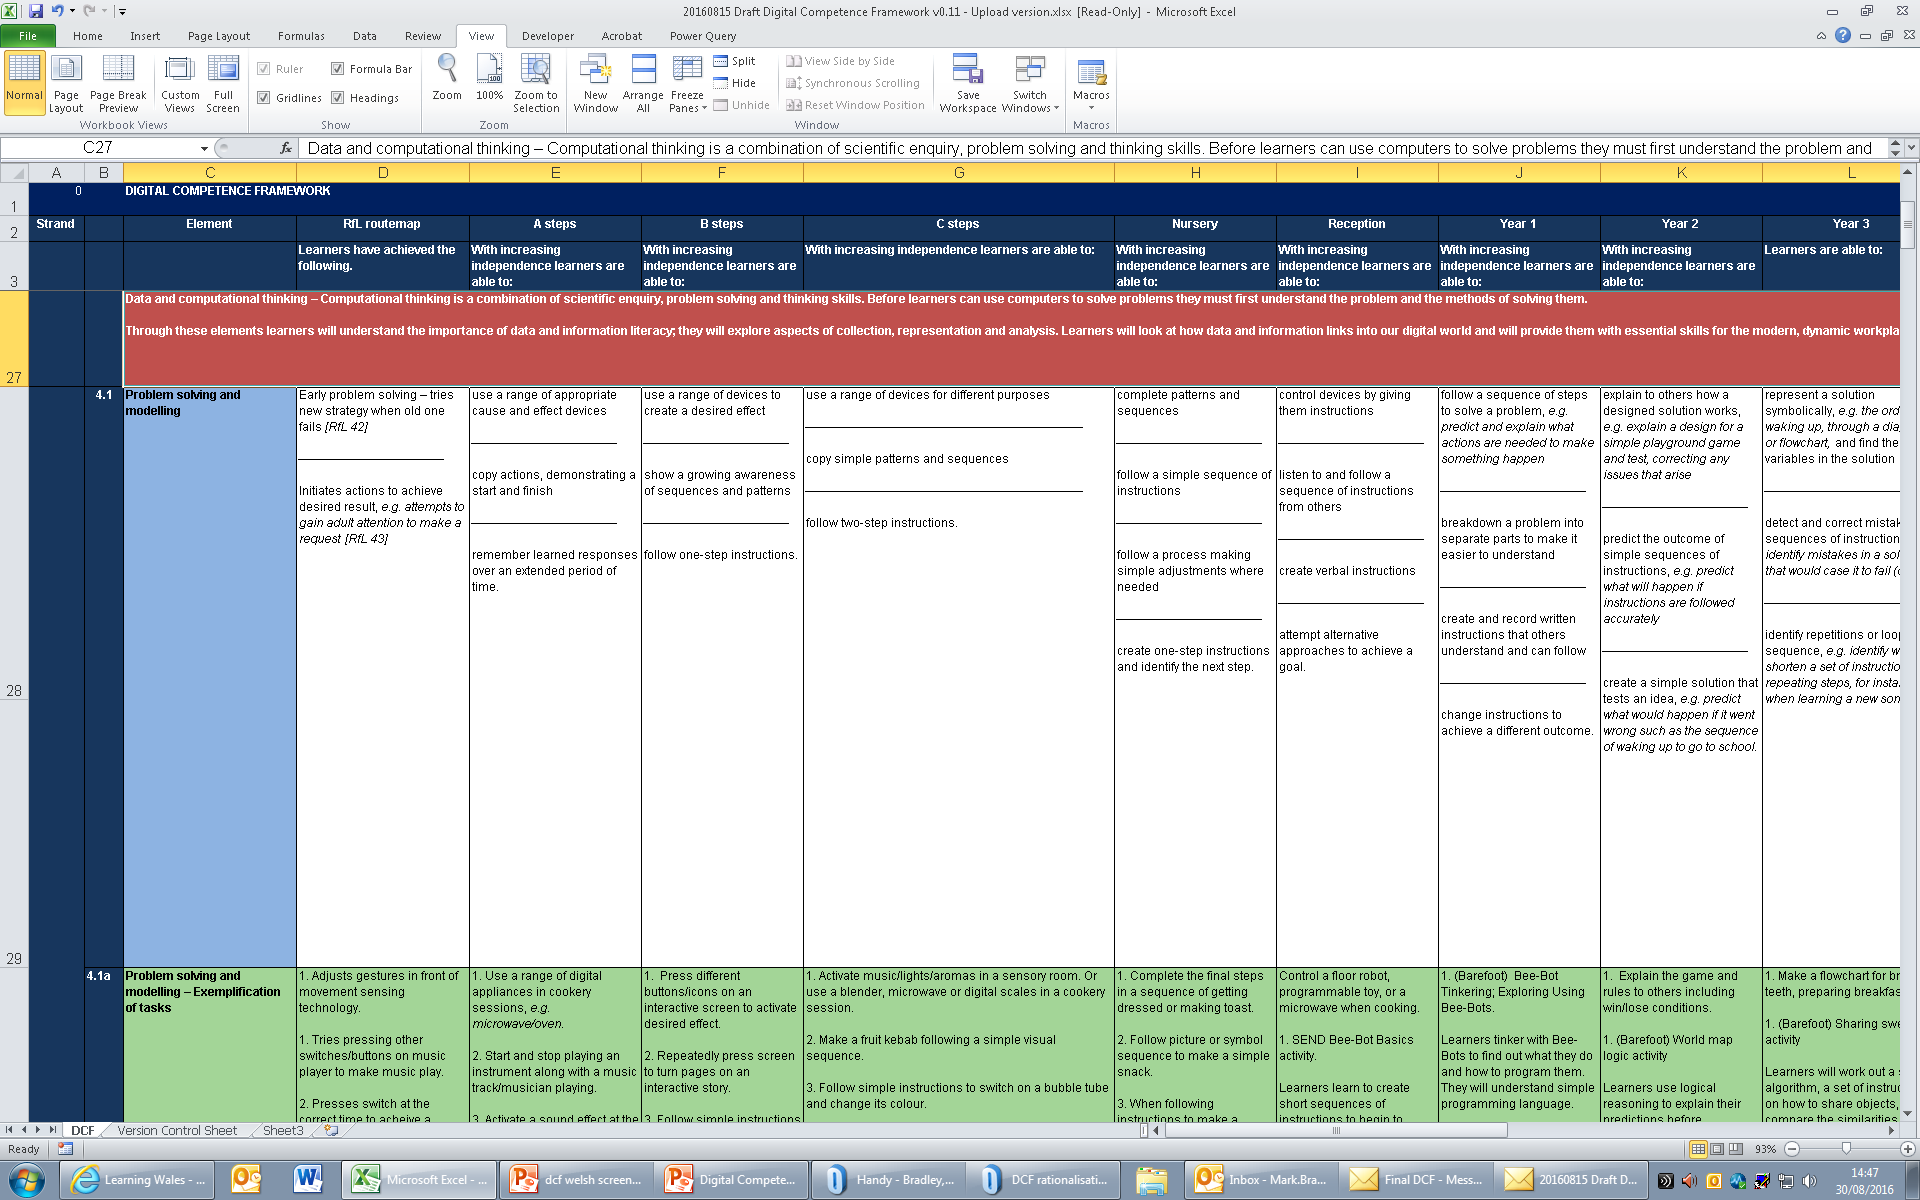 20160815 Draft Digital Competence Framework v0.11 - Upload version.xlsx [Read-Only] - Microsoft Excel
File Home Insert Page Layout Formulas Data Review View Developer Acrobat Power Query
Normal Page Layout Page Break Preview Custom Views Full Screen
Workbook Views
Ruler Formula Bar
Gridlines Headings
Show
Zoom 100% Zoom to Selection
Zoom
New Window Arrange All Freeze Panes
Split
Hide
Unhide
View Side by Side
Synchronous Scrolling
Reset Window Position
Window
Save Workspace Switch Windows
Macros
Macros
C27 fx Data and computational thinking – Computational thinking is a combination of scientific enquiry, problem solving and thinking skills. Before learners can use computers to solve problems they must first understand the problem and
A B C D E F G H I J K L
1 0 DIGITAL COMPETENCE FRAMEWORK
2 Strand Element RfL routemap A steps B steps C steps Nursery Reception Year 1 Year 2 Year 3
3
Learners have achieved the
following.
With increasing
independence learners are
able to:
With increasing
independence learners are
able to:
With increasing independence learners are able to:
With increasing
independence learners are
able to:
With increasing
independence learners are
able to:
With increasing
independence learners are
able to:
With increasing
independence learners are
able to:
Learners are able to:
27
Data and computational thinking – Computational thinking is a combination of scientific enquiry, problem solving and thinking skills. Before learners can use computers to solve problems they must first understand the problem and the methods of solving them.
Through these elements learners will understand the importance of data and information literacy; they will explore aspects of collection, representation and analysis. Learners will look at how data and information links into our digital world and will provide them with essential skills for the modern, dynamic workpla
28
4.1
Problem solving and
modelling
Early problem solving – tries
new strategy when old one
fails [RfL 42]
Initiates actions to achieve
desired result, e.g. attempts to
gain adult attention to make a
request [RfL 43]
use a range of appropriate
cause and effect devices
copy actions, demonstrating a
start and finish
remember learned responses
over an extended period of
time.
use a range of devices to
create a desired effect
show a growing awareness
of sequences and patterns
follow one-step instructions.
use a range of devices for different purposes
copy simple patterns and sequences
follow two-step instructions.
complete patterns and
sequences
follow a simple sequence of
instructions
follow a process making
simple adjustments where
needed
create one-step instructions
and identify the next step.
control devices by giving
them instructions
listen to and follow a
sequence of instructions
from others
create verbal instructions
attempt alternative
approaches to achieve a
goal.
follow a sequence of steps
to solve a problem, e.g.
predict and explain what
actions are needed to make
something happen
breakdown a problem into
separate parts to make it
easier to understand
create and record written
instructions that others
understand and can follow
change instructions to
achieve a different outcome.
explain to others how a
designed solution works,
e.g. explain a design for a
simple playground game
and test, correcting any
issues that arise
predict the outcome of
simple sequences of
instructions, e.g. predict
what will happen if
instructions are followed
accurately
create a simple solution that
tests an idea, e.g. predict
what would happen if it went
wrong such as the sequence
of waking up to go to school.
represent a solution
symbolically, e.g. the ord
waking up, through a dia
or flowchart, and find the
variables in the solution
detect and correct mistak
sequences of instruction
identify mistakes in a sol
that would case it to fail (
identify repetitions or loop
sequence, e.g. identify w
shorten a set of instructio
repeating steps, for insta
when learning a new son
29
4.1a
Problem solving and
modelling – Exemplification
of tasks
1. Adjusts gestures in front of
movement sensing
technology.
1. Tries pressing other
switches/buttons on music
player to make music play.
2. Presses switch at the
correct time to achieve a
1. Use a range of digital
appliances in cookery
sessions, e.g.
microwave/oven.
2. Start and stop playing an
instrument along with a music
track/musician playing.
3. Activate a sound effect at the
1. Press different
buttons/icons on an
interactive screen to activate
desired effect.
2. Repeatedly press screen
to turn pages on an
interactive story.
3. Follow simple instructions
1. Activate music/lights/aromas in a sensory room. Or
use a blender, microwave or digital scales in a cookery
session.
2. Make a fruit kebab following a simple visual
sequence.
3. Follow simple instructions to switch on a bubble tube
and change its colour.
1. Complete the final steps
in a sequence of getting
dressed or making toast.
2. Follow picture or symbol
sequence to make a simple
snack.
3. When following
instructions to make a
Control a floor robot,
programmable toy, or a
microwave when cooking.
1. SEND Bee-Bot Basics
activity.
Learners learn to create
short sequences of
instructions to begin to
1. (Barefoot) Bee-Bot
Tinkering; Exploring Using
Bee-Bots.
Learners tinker with Bee-
Bots to find out what they do
and how to program them.
They will understand simple
programming language.
1. Explain the game and
rules to others including
win/lose conditions.
1. (Barefoot) World map
logic activity
Learners use logical
reasoning to explain their
predictions before
1. Make a flowchart for br
teeth, preparing breakfas
1. (Barefoot) Sharing swe
activity
Learners will work out a
algorithm, a set of instruc
on how to share objects,
compare the similarities
DCF Version Control Sheet Sheet3
Ready 93%
Learning Wales - ... Microsoft Excel - ... dcf welsh screen... Digital Compete... Handy - Bradley,... DCF rationalisati... Inbox - Mark.Bra... Final DCF - Mess... 20160815 Draft D...
14:47
30/08/2016